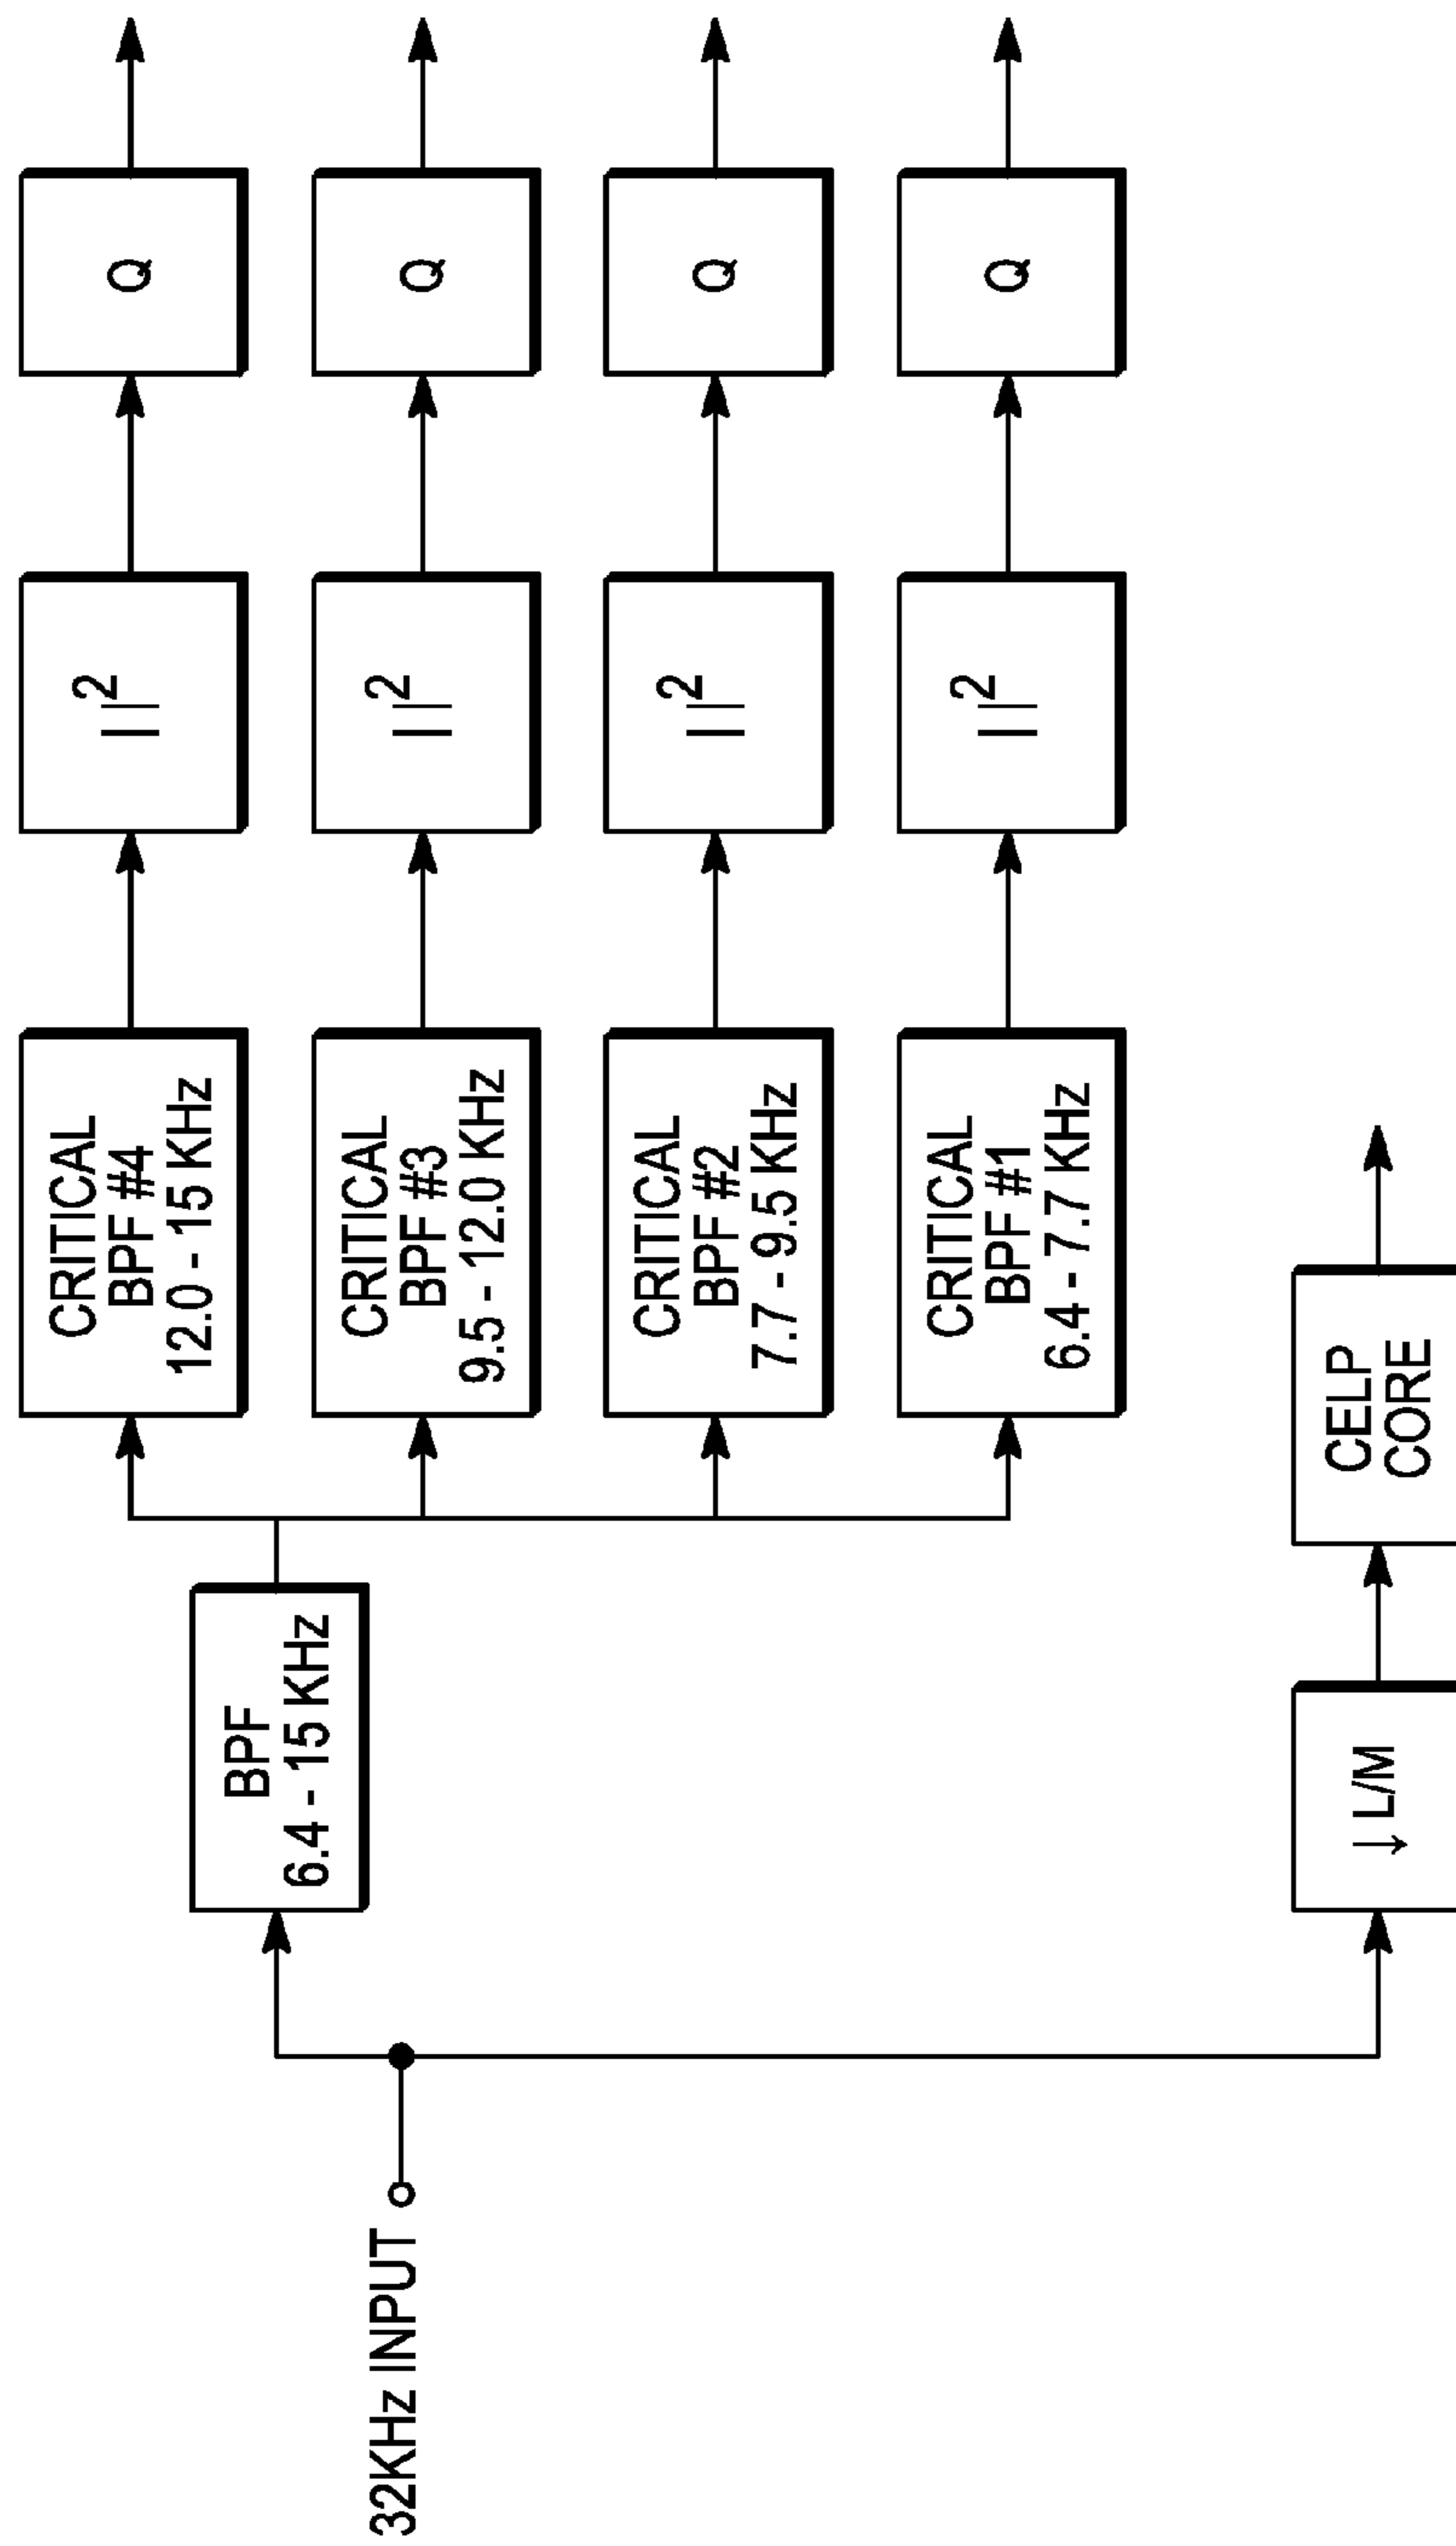 32KHz INPUT
BPF
6.4 - 15 KHz
CRITICAL
BPF #4
12.0 - 15 KHz
| |2
Q
CRITICAL
BPF #3
9.5 - 12.0 KHz
| |2
Q
CRITICAL
BPF #2
7.7 - 9.5 KHz
| |2
Q
CRITICAL
BPF #1
6.4 - 7.7 KHz
| |2
Q
↓ L/M
CELP
CORE